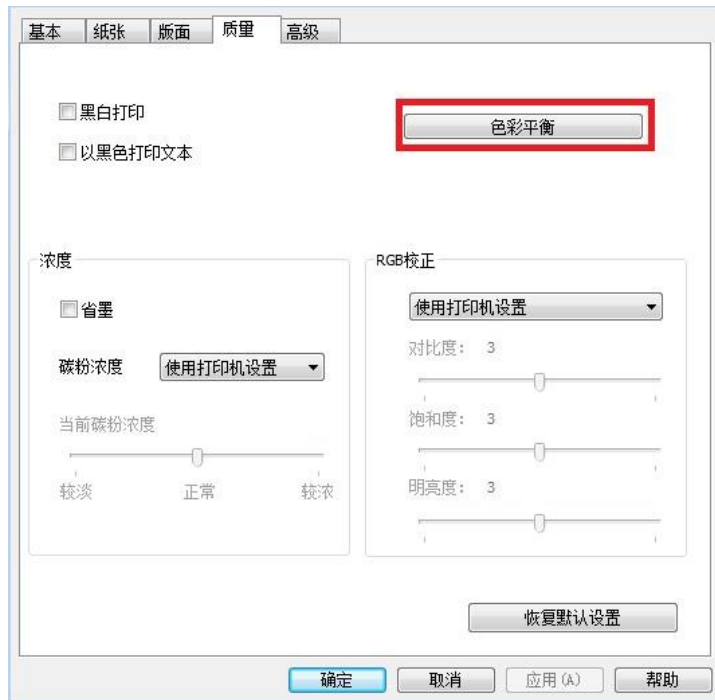 基本 纸张 版面 质量 高级
黑白打印
色彩平衡
以黑色打印文本
浓度
省墨
碳粉浓度 使用打印机设置
当前碳粉浓度
较淡 正常 较浓
RGB校正
使用打印机设置
对比度: 3
饱和度: 3
明亮度: 3
恢复默认设置
确定 取消 应用(A) 帮助